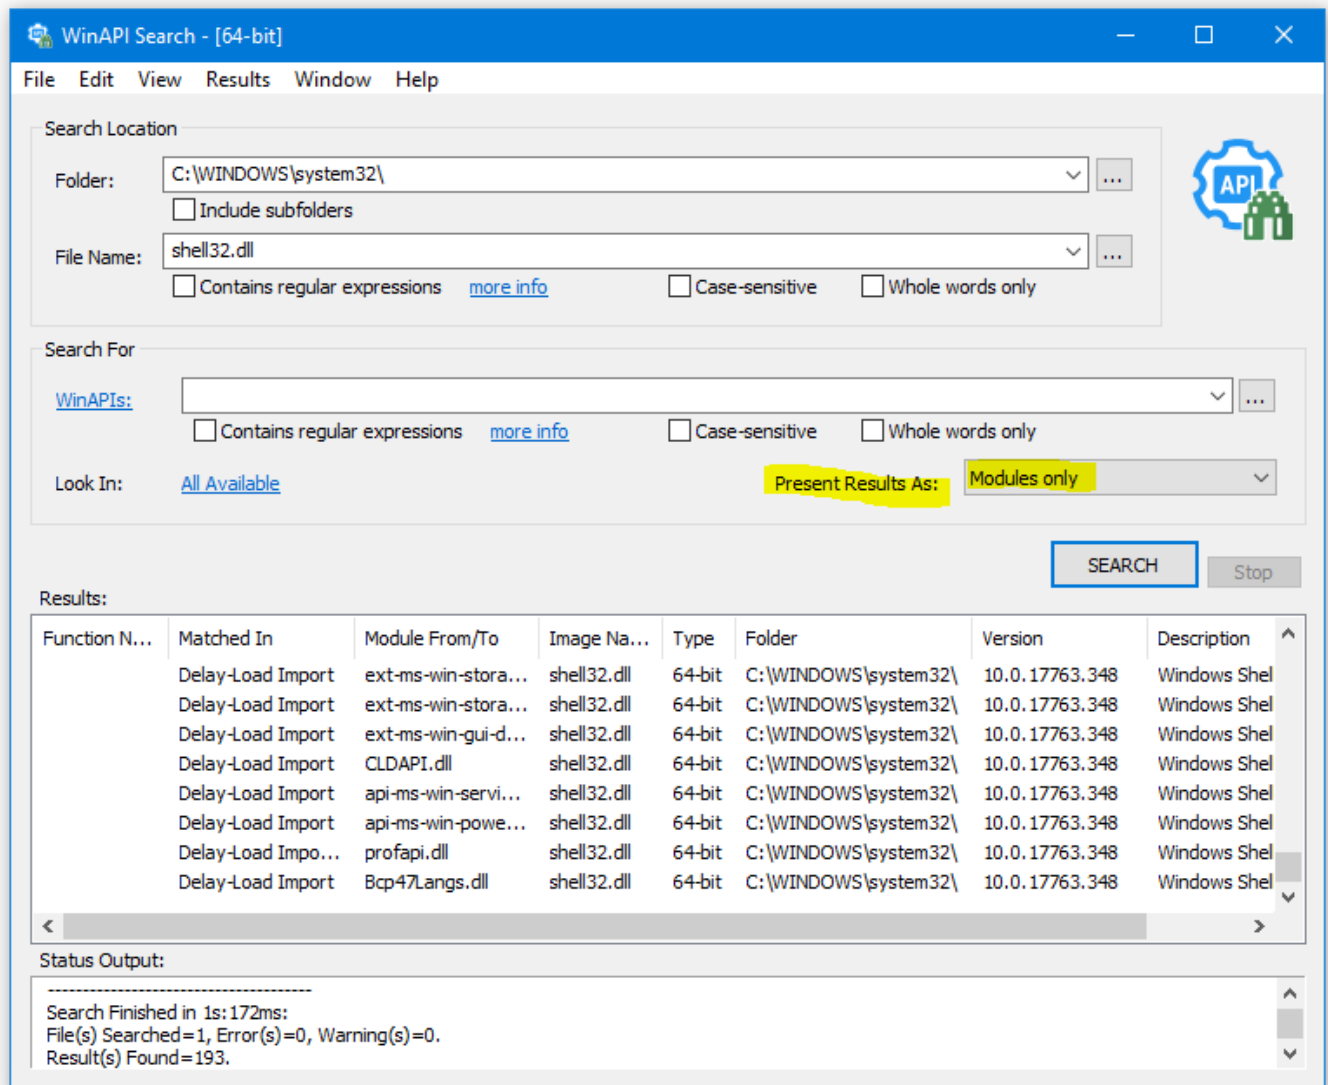 WinAPI Search - [64-bit]
File Edit View Results Window Help
Search Location
Folder: C:\WINDOWS\system32\ ...
Include subfolders
File Name: shell32.dll ...
Contains regular expressions more info Case-sensitive Whole words only
API
Search For
WinAPIs: ...
Contains regular expressions more info Case-sensitive Whole words only
Look In: All Available Present Results As: Modules only
SEARCH Stop
Results:
Function N... Matched In Module From/To Image Na... Type Folder Version Description
Delay-Load Import ext-ms-win-stora... shell32.dll 64-bit C:\WINDOWS\system32\ 10.0.17763.348 Windows Shel
Delay-Load Import ext-ms-win-stora... shell32.dll 64-bit C:\WINDOWS\system32\ 10.0.17763.348 Windows Shel
Delay-Load Import ext-ms-win-gui-d... shell32.dll 64-bit C:\WINDOWS\system32\ 10.0.17763.348 Windows Shel
Delay-Load Import CLDAPI.dll shell32.dll 64-bit C:\WINDOWS\system32\ 10.0.17763.348 Windows Shel
Delay-Load Import api-ms-win-servi... shell32.dll 64-bit C:\WINDOWS\system32\ 10.0.17763.348 Windows Shel
Delay-Load Import api-ms-win-powe... shell32.dll 64-bit C:\WINDOWS\system32\ 10.0.17763.348 Windows Shel
Delay-Load Impo... profapi.dll shell32.dll 64-bit C:\WINDOWS\system32\ 10.0.17763.348 Windows Shel
Delay-Load Import Bcp47Langs.dll shell32.dll 64-bit C:\WINDOWS\system32\ 10.0.17763.348 Windows Shel
Status Output:
----------------------------------------
Search Finished in 1s:172ms:
File(s) Searched=1, Error(s)=0, Warning(s)=0.
Result(s) Found=193.